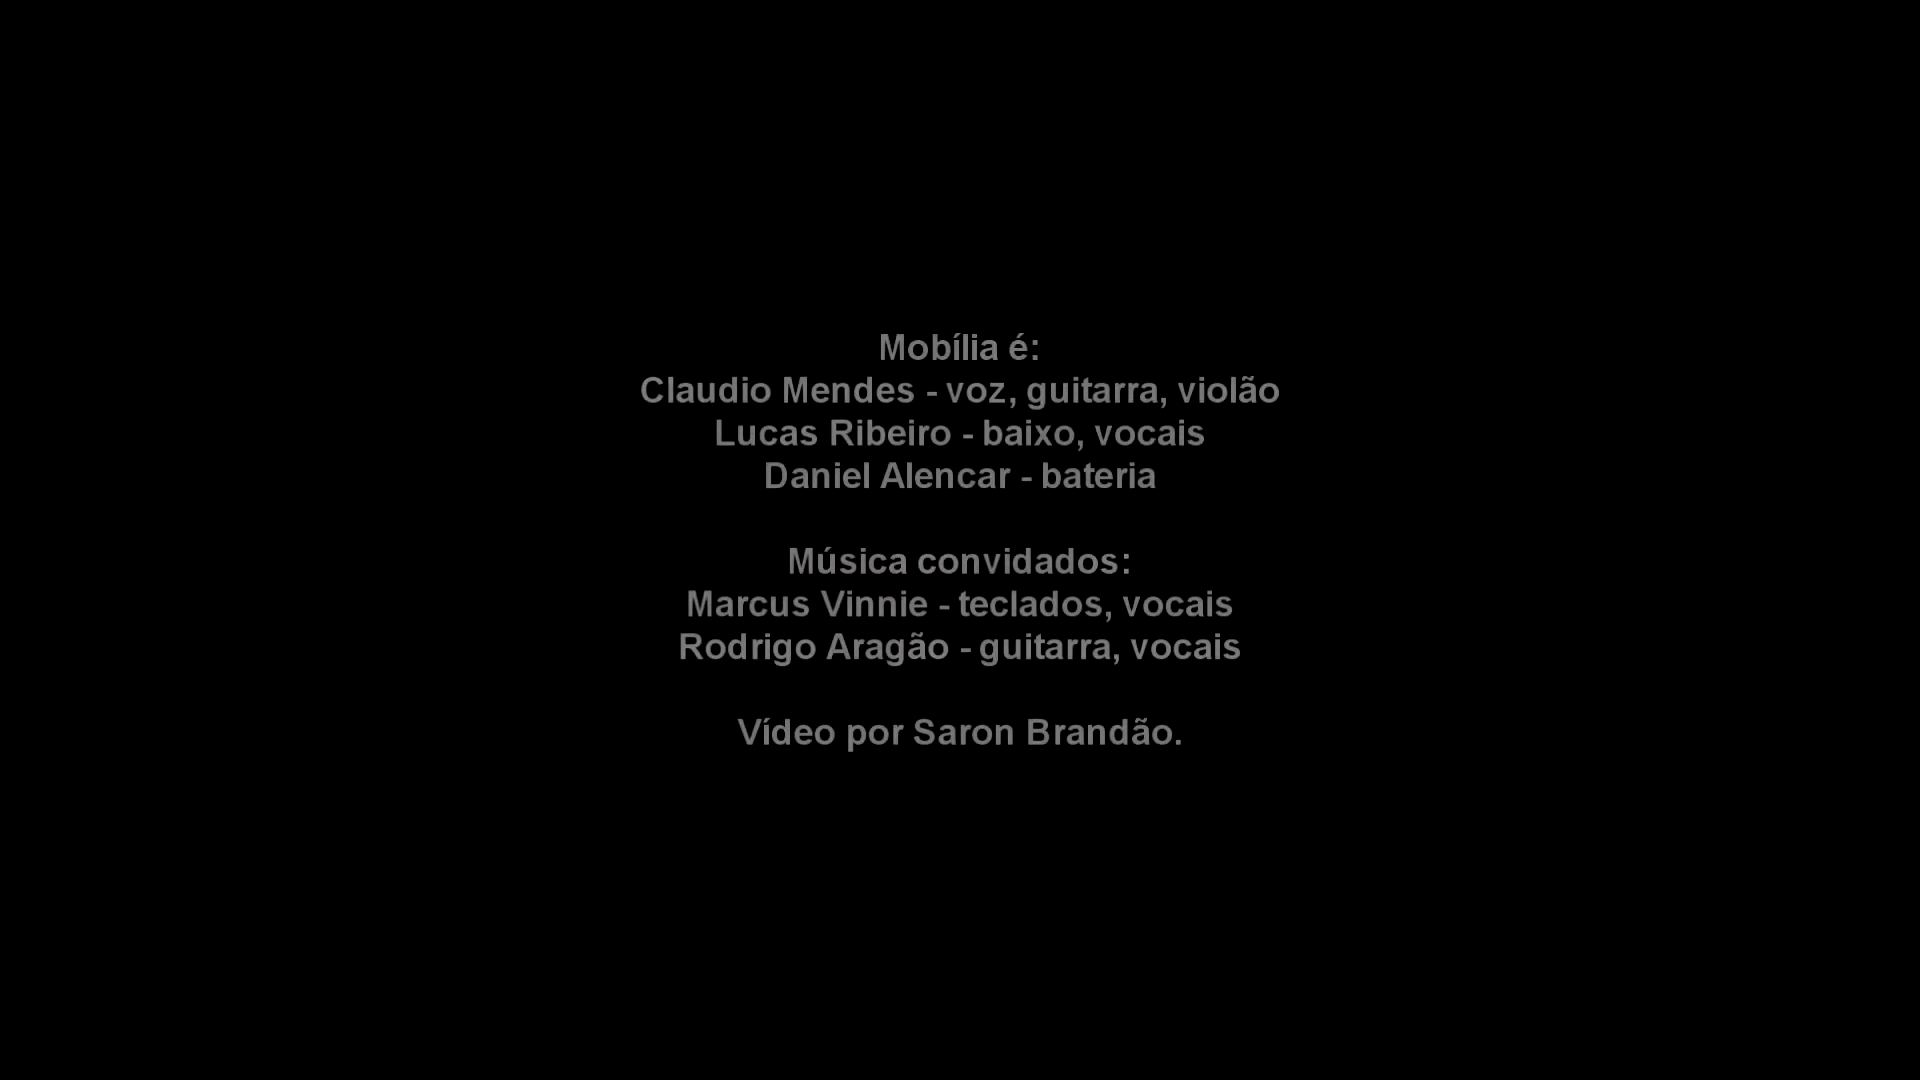 Mobília é:
Claudio Mendes - voz, guitarra, violão
Lucas Ribeiro - baixo, vocais
Daniel Alencar - bateria
Música convidados:
Marcus Vinnie - teclados, vocais
Rodrigo Aragão - guitarra, vocais
Vídeo por Saron Brandão.